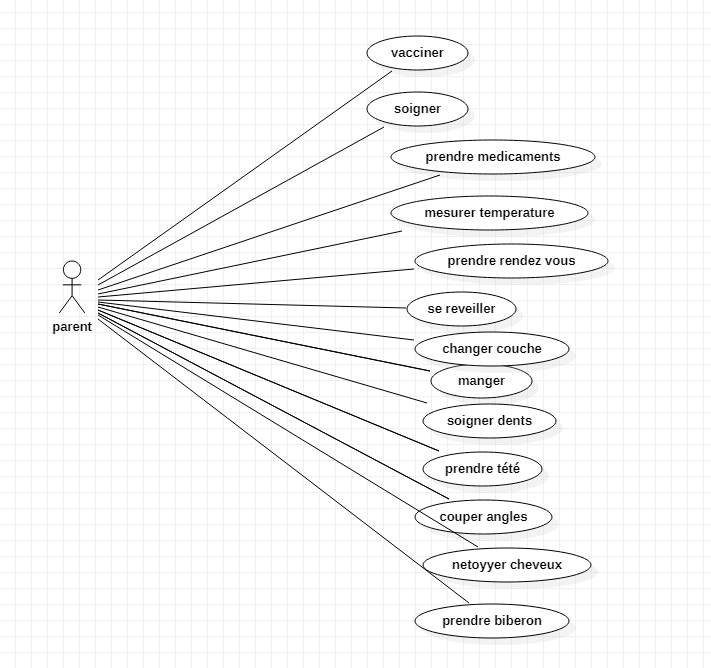 vacciner
soigner
prendre medicaments
mesurer temperature
prendre rendez vous
se reveiller
parent
changer couche
manger
soigner dents
prendre tété
couper angles
netoyyer cheveux
prendre biberon